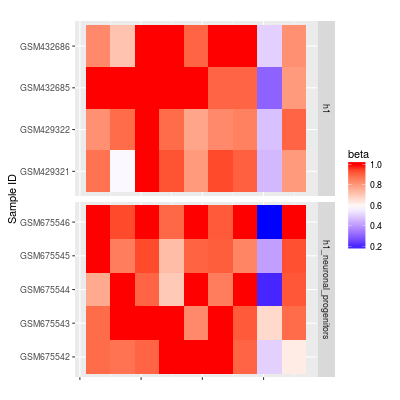 GSM432686
GSM432685
GSM429322
GSM429321
h1
GSM675546
GSM675545
GSM675544
GSM675543
GSM675542
h1_neuronal_progenitors
Sample ID
beta
1.0
0.8
0.6
0.4
0.2